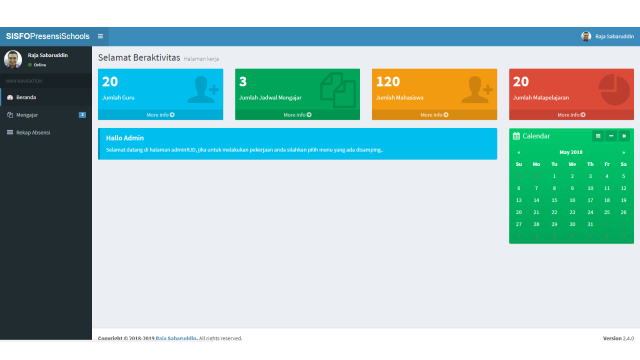 SISFOPresensiSchools
Raja Sabaruddin
Raja Sabaruddin
Online
MAIN NAVIGATION
Beranda
Mengajar
Rekap Absensi
Selamat Beraktivitas Halaman kerja
20
Jumlah Guru
More info
3
Jumlah Jadwal Mengajar
More info
120
Jumlah Mahasiswa
More info
20
Jumlah Matapelajaran
More info
Hallo Admin
Selamat datang di halaman adminRJD, jika untuk melakukan pekerjaan anda silahkan pilih menu yang ada disamping,.
Calendar
« May 2018 »
Su Mo Tu We Th Fr Sa
1 2 3 4 5
6 7 8 9 10 11 12
13 14 15 16 17 18 19
20 21 22 23 24 25 26
27 28 29 30 31
Copyright © 2018-2019 Raja Sabaruddin. All rights reserved.
Version 2.4.0